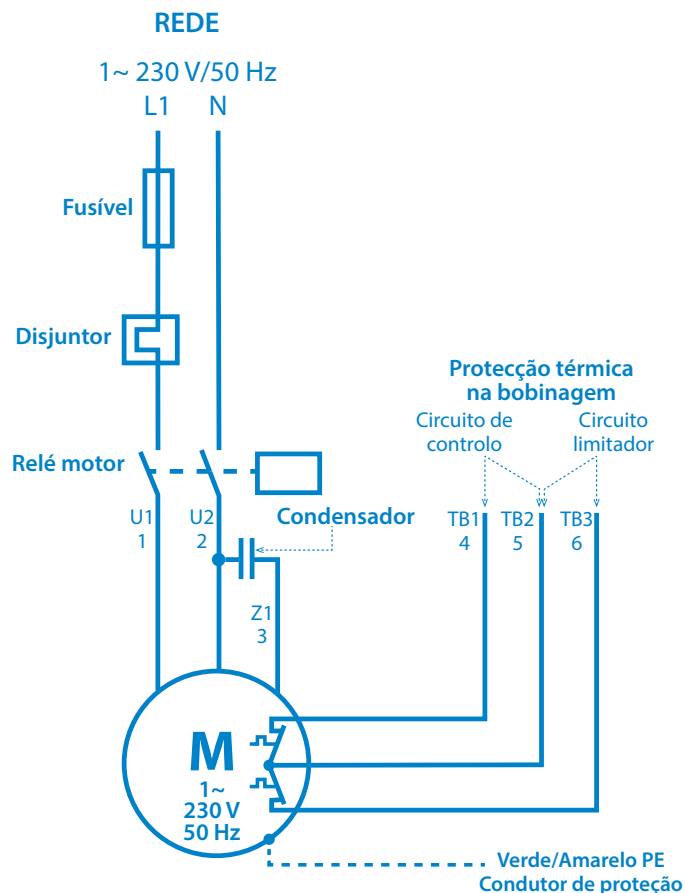 REDE
1~ 230 V/50 Hz
L1 N
Fusível
Disjuntor
Protecção térmica
na bobinagem
Circuito de
controlo
Circuito
limitador
Relé motor
U1
1
U2
2
Condensador
TB1
4
TB2
5
TB3
6
Z1
3
M
1~
230 V
50 Hz
Verde/Amarelo PE
Condutor de proteção